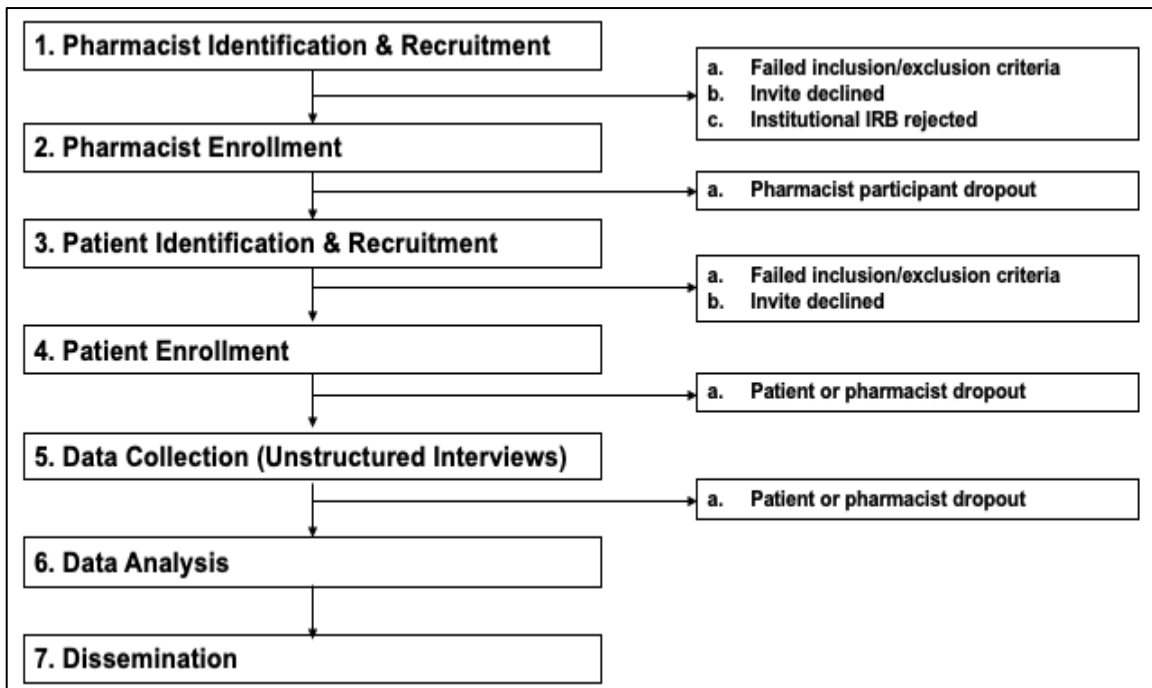 1. Pharmacist Identification & Recruitment
a. Failed inclusion/exclusion criteria
b. Invite declined
c. Institutional IRB rejected
2. Pharmacist Enrollment
a. Pharmacist participant dropout
3. Patient Identification & Recruitment
a. Failed inclusion/exclusion criteria
b. Invite declined
4. Patient Enrollment
a. Patient or pharmacist dropout
5. Data Collection (Unstructured Interviews)
a. Patient or pharmacist dropout
6. Data Analysis
7. Dissemination